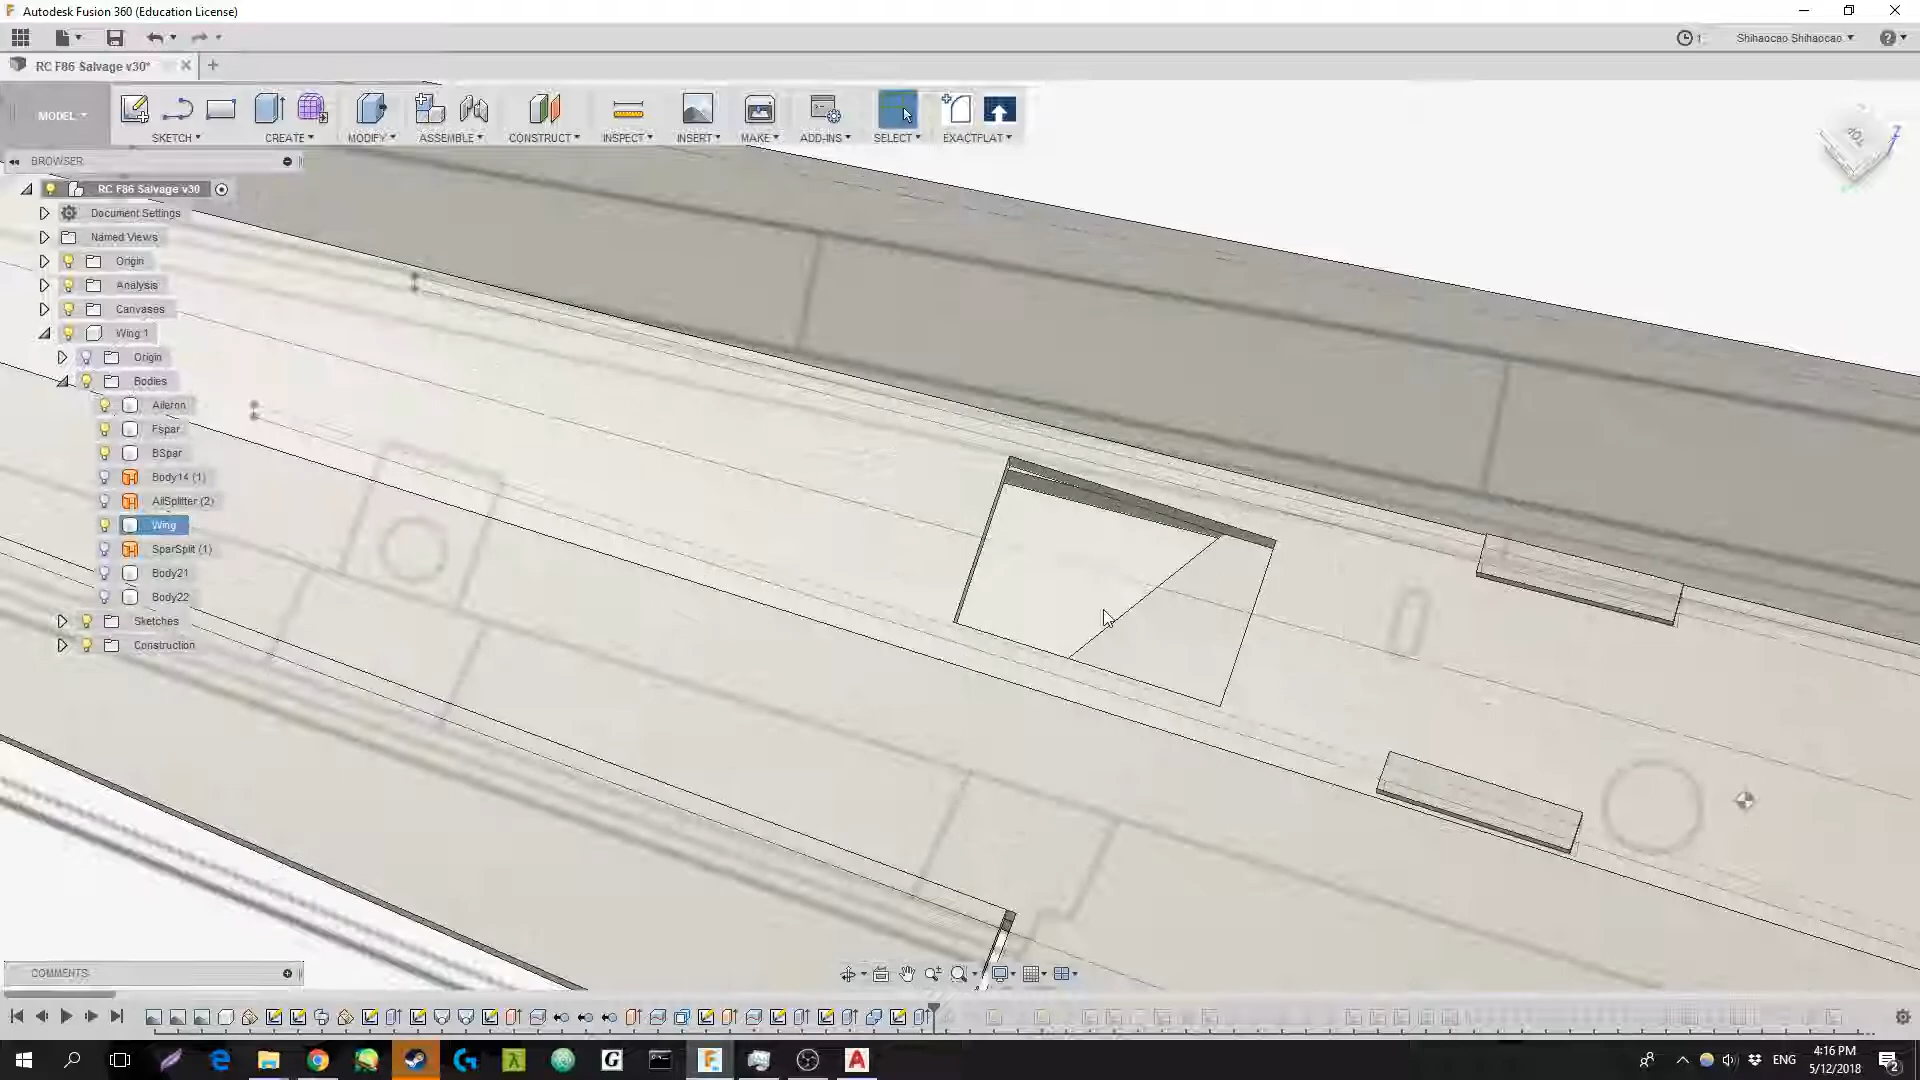 Autodesk Fusion 360 (Education License)
1
Shihaocao Shihaocao
RC F86 Salvage v30*
MODEL
SKETCH
CREATE
MODIFY
ASSEMBLE
CONSTRUCT
INSPECT
INSERT
MAKE
ADD-INS
SELECT
EXACTFLAT
TOP
Z
BROWSER
RC F86 Salvage v30
Document Settings
Named Views
Origin
Analysis
Canvases
Wing:1
Origin
Bodies
Aileron
Fspar
BSpar
Body14 (1)
AilSplitter (2)
Wing
SparSplit (1)
Body21
Body22
Sketches
Construction
COMMENTS
ENG
4:16 PM
5/12/2018
2